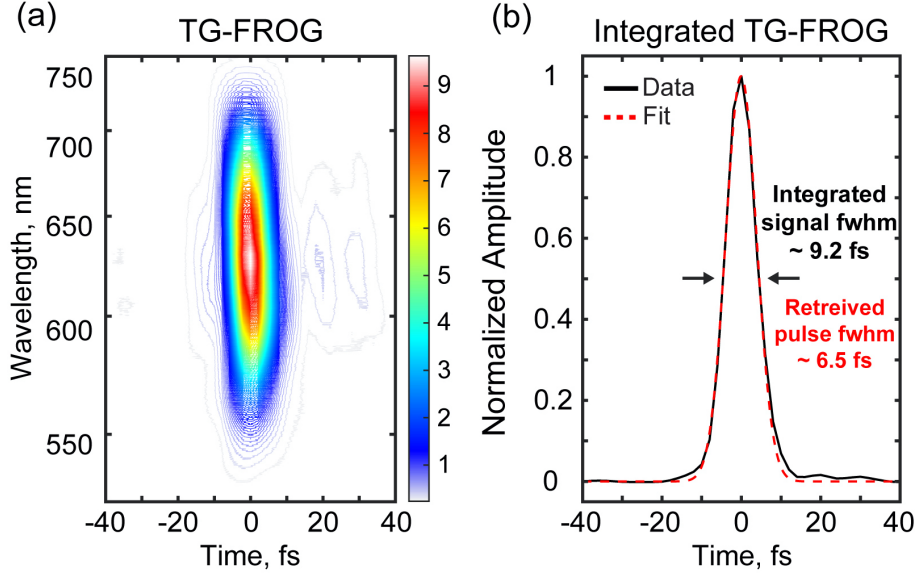 (a)
TG-FROG
Wavelength, nm
750
700
650
600
550
-40
-20
0
20
40
Time, fs
9
8
7
6
5
4
3
2
1
(b)
Integrated TG-FROG
Normalized Amplitude
1
0.8
0.6
0.4
0.2
0
Data
Fit
Integrated
signal fwhm
~ 9.2 fs
Retreived
pulse fwhm
~ 6.5 fs
-40
-20
0
20
40
Time, fs